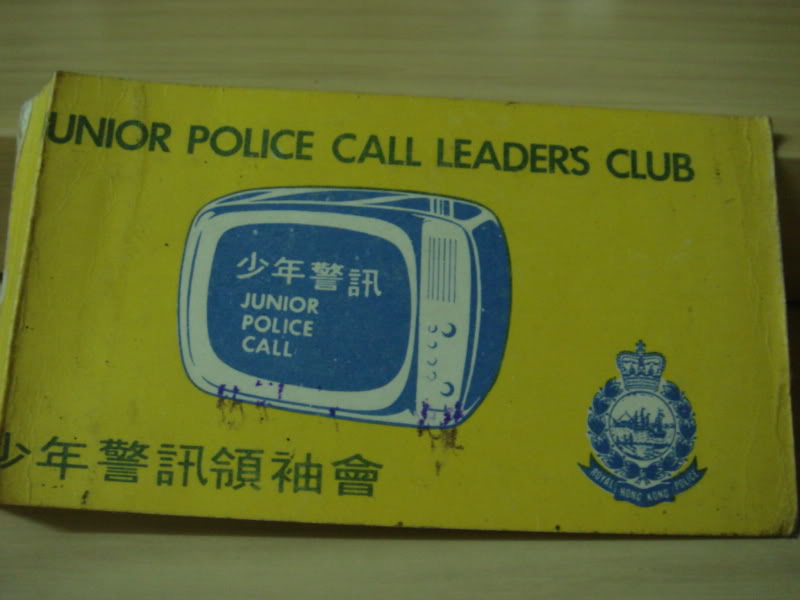 UNIOR POLICE CALL LEADERS CLUB
少年警訊
JUNIOR
POLICE
CALL
少年警訊領袖會
ROYAL HONG KONG POLICE